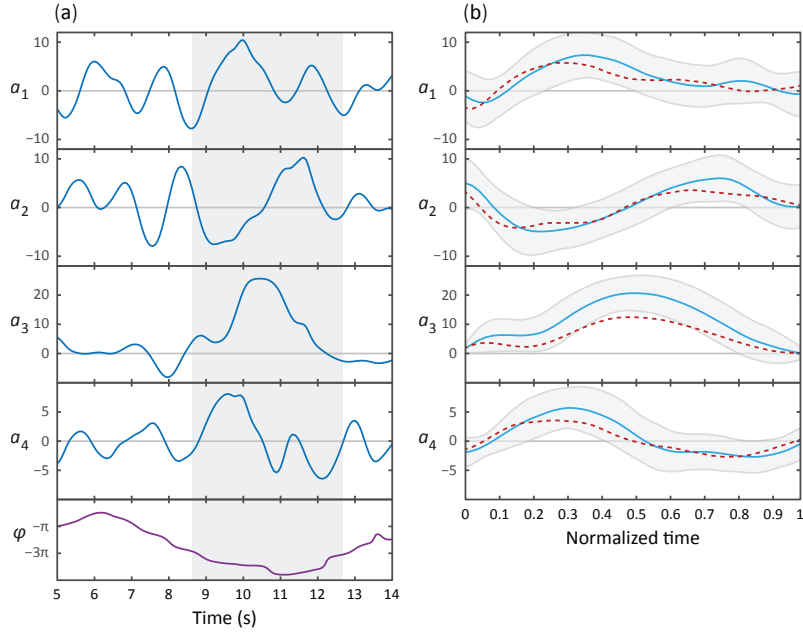 (a) (b)
10
a1 0
−10
10
a1 0
−10
10
a2 0
−10
10
a2 0
−10
20
a3 10
0
20
a3 10
0
5
a4 0
−5
5
a4 0
−5
φ −π
−3π
5 6 7 8 9 10 11 12 13 14
Time (s)
0 0.1 0.2 0.3 0.4 0.5 0.6 0.7 0.8 0.9 1
Normalized time